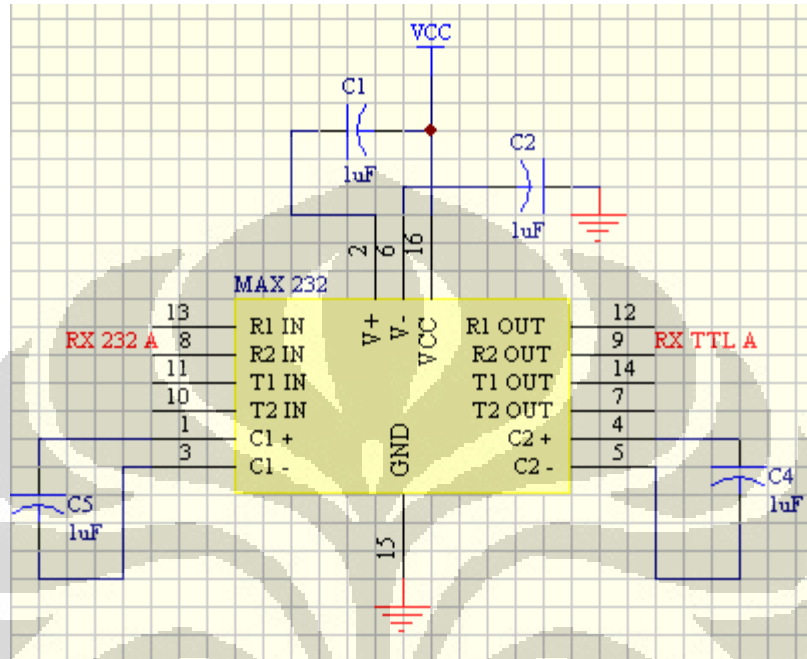 VCC
C1
1uF
C2
1uF
2
6
16
MAX 232
13
8
11
10
1
3
RX 232 A
R1 IN
R2 IN
T1 IN
T2 IN
C1 +
C1 -
V+
V-
VCC
GND
R1 OUT
R2 OUT
T1 OUT
T2 OUT
C2 +
C2 -
12
9
14
7
4
5
RX TTL A
C5
1uF
C4
1uF
15